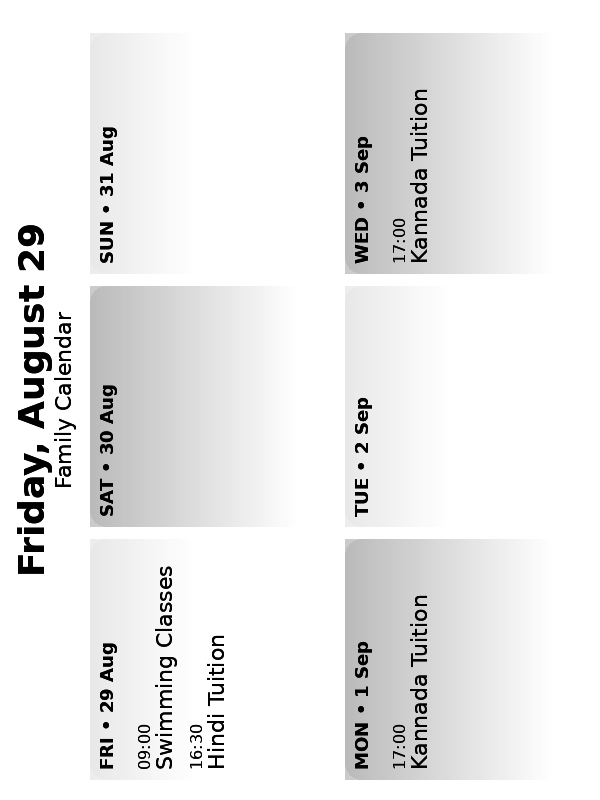 Friday, August 29
Family Calendar
FRI • 29 Aug
09:00
Swimming Classes
16:30
Hindi Tuition
SAT • 30 Aug
SUN • 31 Aug
MON • 1 Sep
17:00
Kannada Tuition
TUE • 2 Sep
WED • 3 Sep
17:00
Kannada Tuition